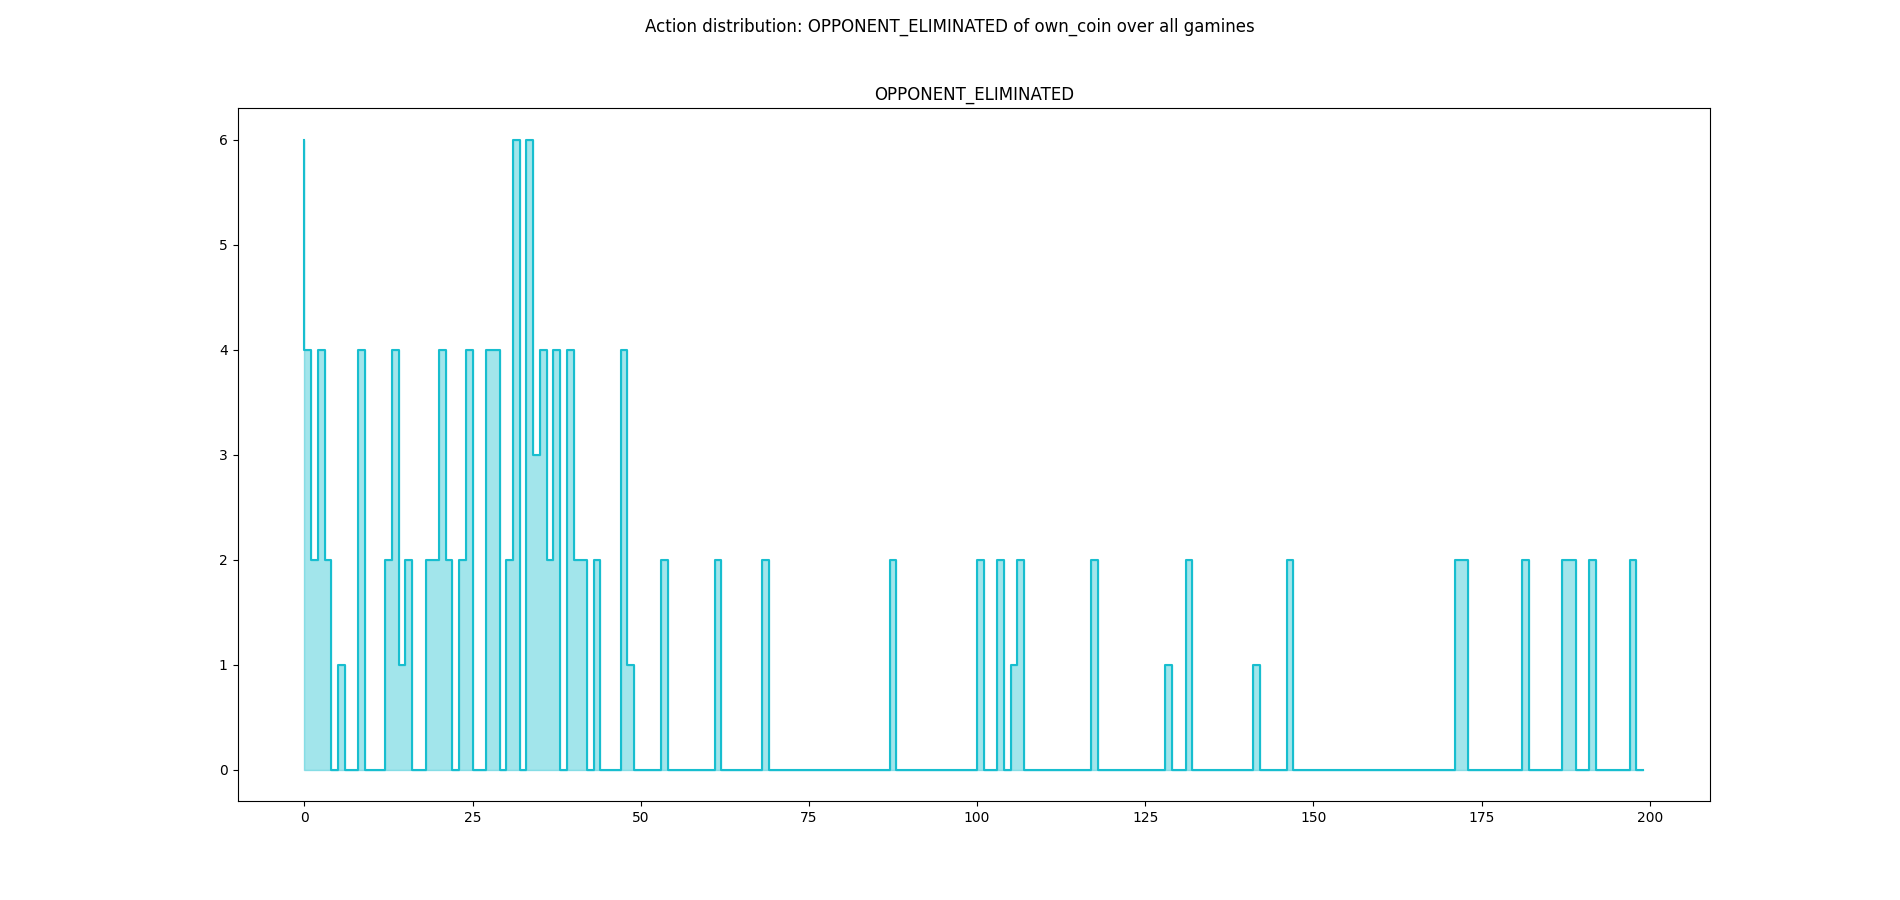 Action distribution: OPPONENT_ELIMINATED of own_coin over all gamines
OPPONENT_ELIMINATED
6
5
4
3
2
1
0
0 25 50 75 100 125 150 175 200